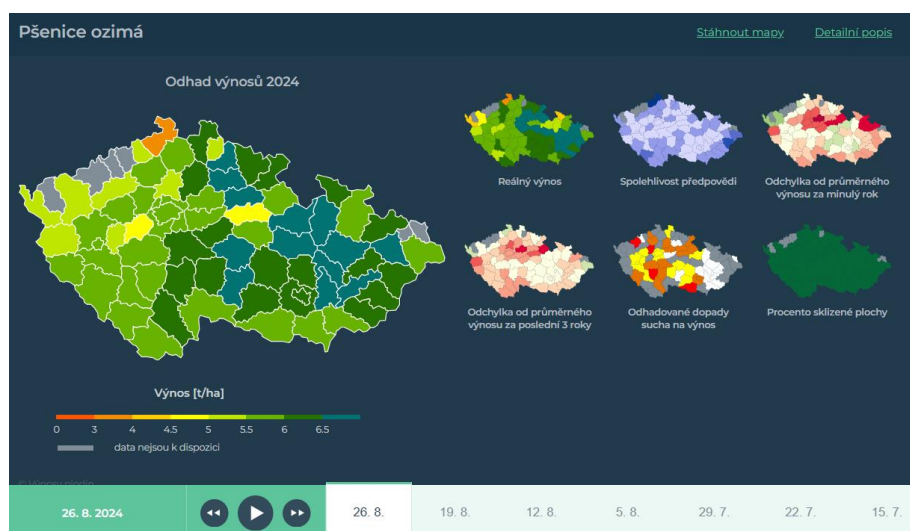 Pšenice ozimá
Stáhnout mapy
Detailní popis
Odhad výnosů 2024
Reálný výnos
Spolehlivost předpovědi
Odchylka od průměrného
výnosu za minulý rok
Odchylka od průměrného
výnosu za poslední 3 roky
Odhadované dopady
sucha na výnos
Procento sklizené plochy
Výnos [t/ha]
0 3 4 4.5 5 5.5 6 6.5
data nejsou k dispozici
© Výnosy plodin
26. 8. 2024
26. 8.
19. 8.
12. 8.
5. 8.
29. 7.
22. 7.
15. 7.